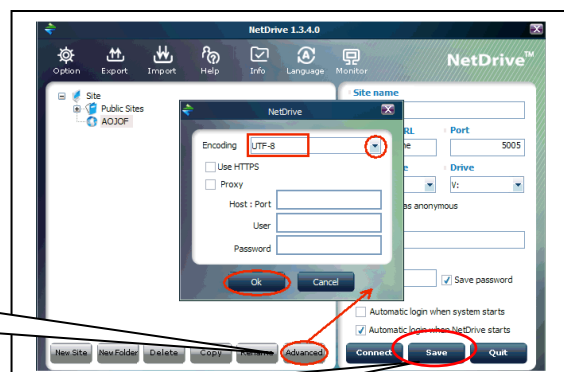 NetDrive 1.3.4.0
Option Export Import Help Info Language Monitor
NetDrive™
Site
Public Sites
AOJOF
Site name
RL Port
ne 5005
e Drive
V:
as anonymous
Save password
Automatic login when system starts
Automatic login when NetDrive starts
NetDrive
Encoding UTF-8
Use HTTPS
Proxy
Host : Port
User
Password
Ok Cancel
New Site New Folder Delete Copy Rename Advanced Connect Save Quit